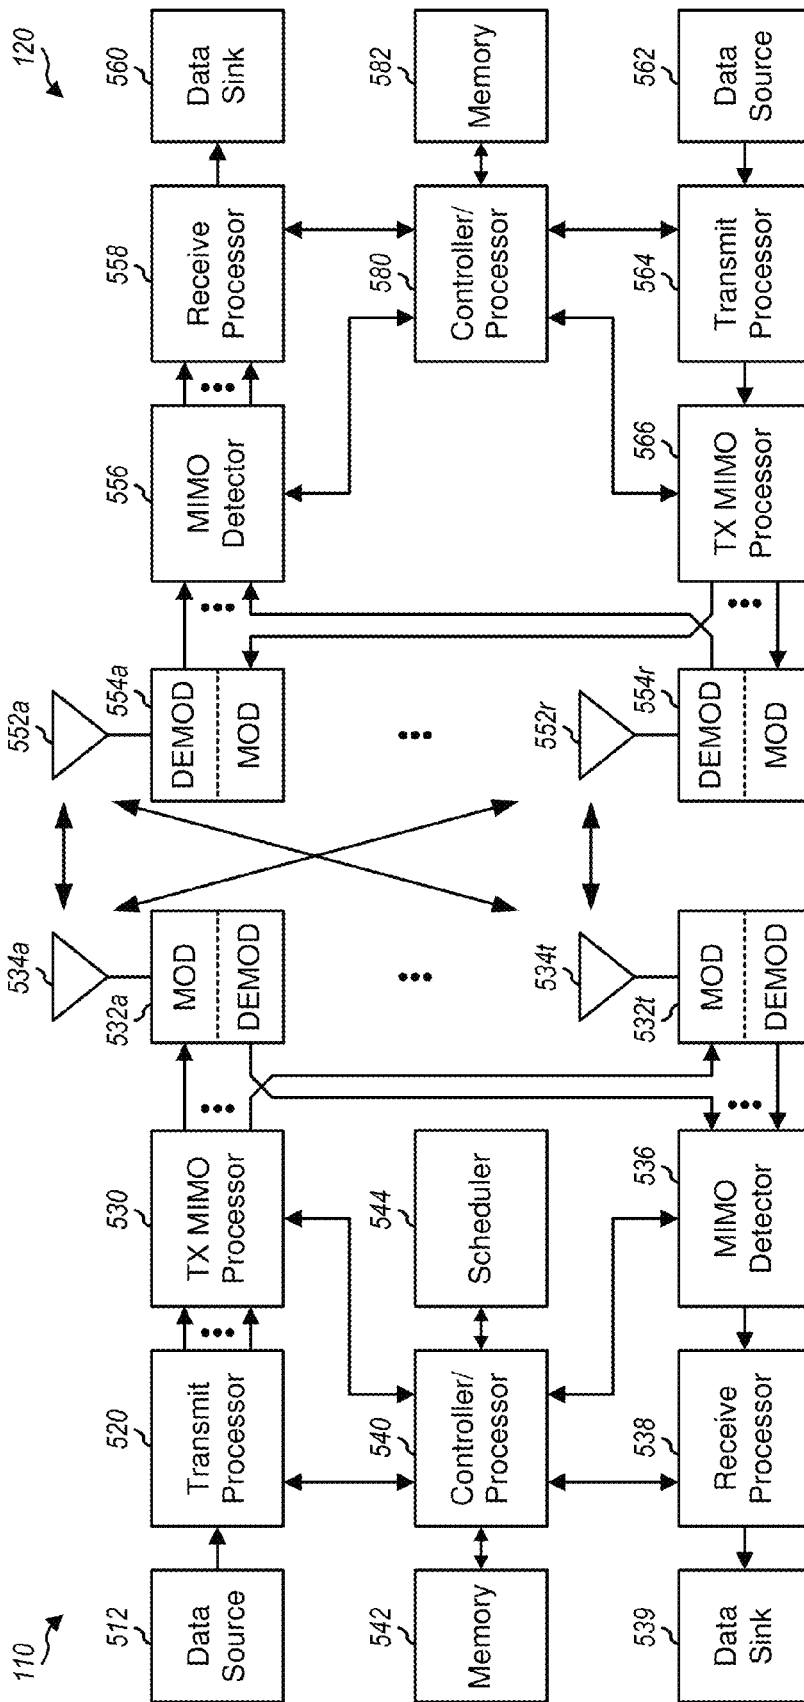 110
120
512
Data
Source
520
Transmit
Processor
530
TX MIMO
Processor
532a
MOD
DEMOD
534a
552a
554a
DEMOD
MOD
556
MIMO
Detector
558
Receive
Processor
560
Data
Sink
542
Memory
540
Controller/
Processor
544
Scheduler
580
Controller/
Processor
582
Memory
539
Data
Sink
538
Receive
Processor
536
MIMO
Detector
532t
MOD
DEMOD
534t
552r
554r
DEMOD
MOD
566
TX MIMO
Processor
564
Transmit
Processor
562
Data
Source